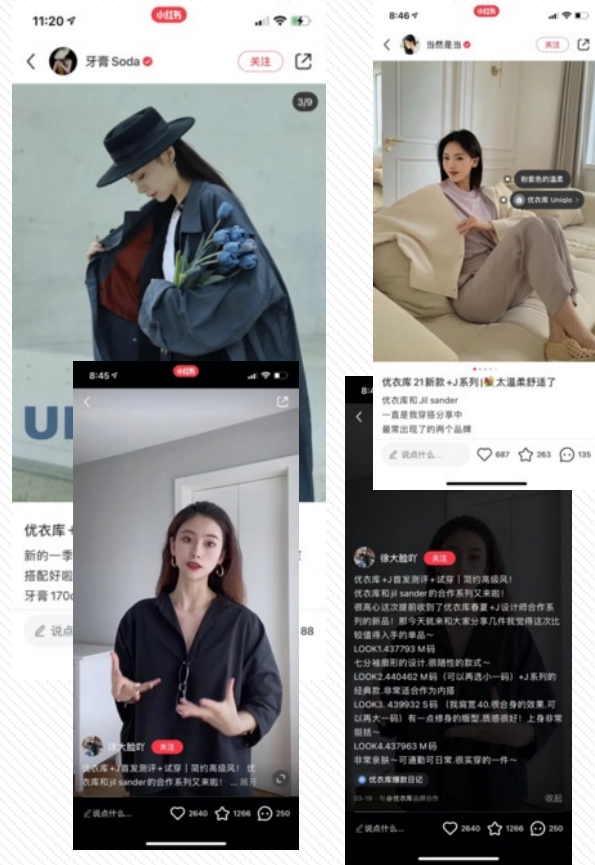 11:20
小红书
牙膏 Soda
关注
3/9
UI
优衣库+
新的一季
搭配好啦
牙膏 170c
说点
88
8:46
小红书
当然是当
关注
粉紫色的温柔
优衣库 Uniqlo >
优衣库 21新款 +J系列|太温柔舒适了
优衣库和 Jil sander
一直是我穿搭分享中
最常出现了的两个品牌
说点什么...
687
263
135
8:45
小红书
徐大脸吖
关注
优衣库+J首发测评+试穿｜简约高级风！ 优
衣库和jil sander的合作系列又来啦！ ... 展开
说点什么...
2640
1266
250
8:4
徐大脸吖
关注
优衣库 +J首发测评+试穿｜简约高级风！
优衣库和jil sander的合作系列又来啦！
很高心这次提前收到了优衣库春夏+J设计师合作系
列的新品！那今天就来和大家分享几件我觉得这次比
较值得入手的单品～
LOOK1.437793 M码
七分袖廓形的设计.很随性的款式～
LOOK2.440462 M码（可以再选小一码）+J系列的
经典款.非常适合作为内搭
LOOK3. 439932 S码 （我肩宽40.很合身的效果.可
以再大一码）有一点修身的版型.质感很好！上身非常
挺括～
LOOK4.437963 M码
非常亲肤～可通勤可日常.很实穿的一件～
优衣库爆款日记
03-19 · 与@优衣库品牌合作
收起
说点什么...
2640
1266
250